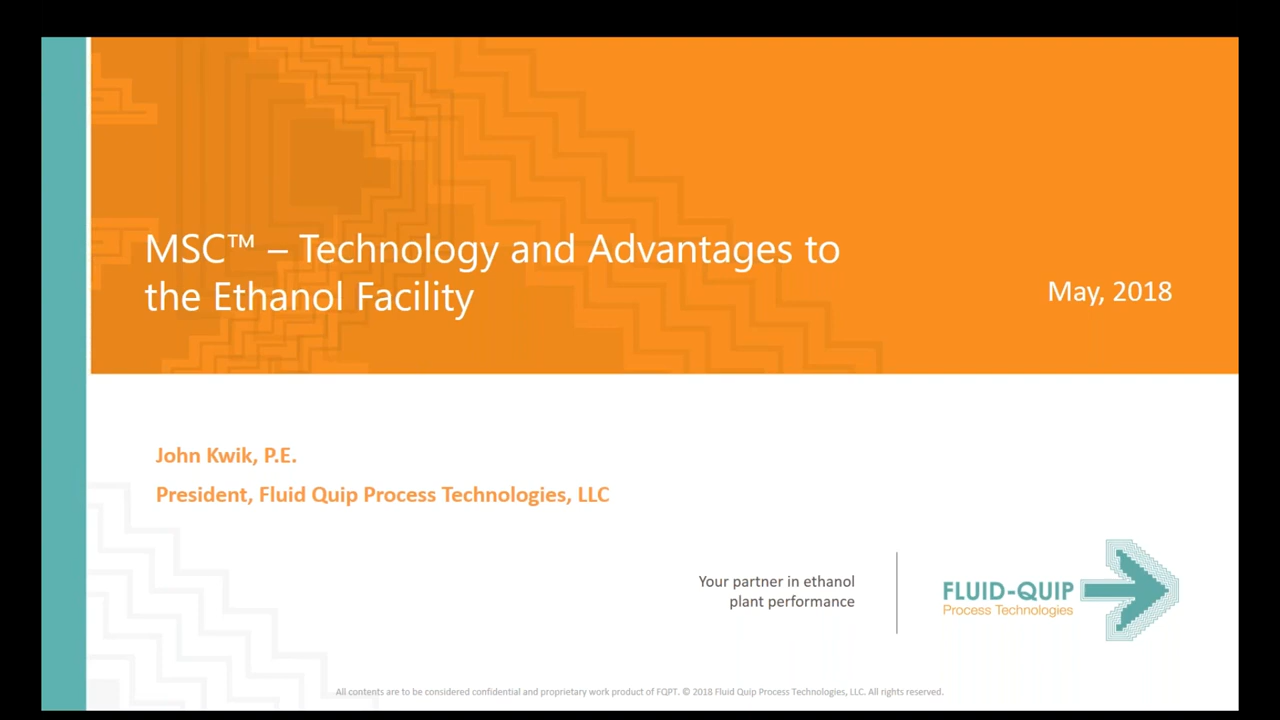 MSC™ – Technology and Advantages to
the Ethanol Facility
May, 2018
John Kwik, P.E.
President, Fluid Quip Process Technologies, LLC
Your partner in ethanol
plant performance
FLUID-QUIP
Process Technologies
All contents are to be considered confidential and proprietary work product of FQPT. © 2018 Fluid Quip Process Technologies, LLC. All rights reserved.